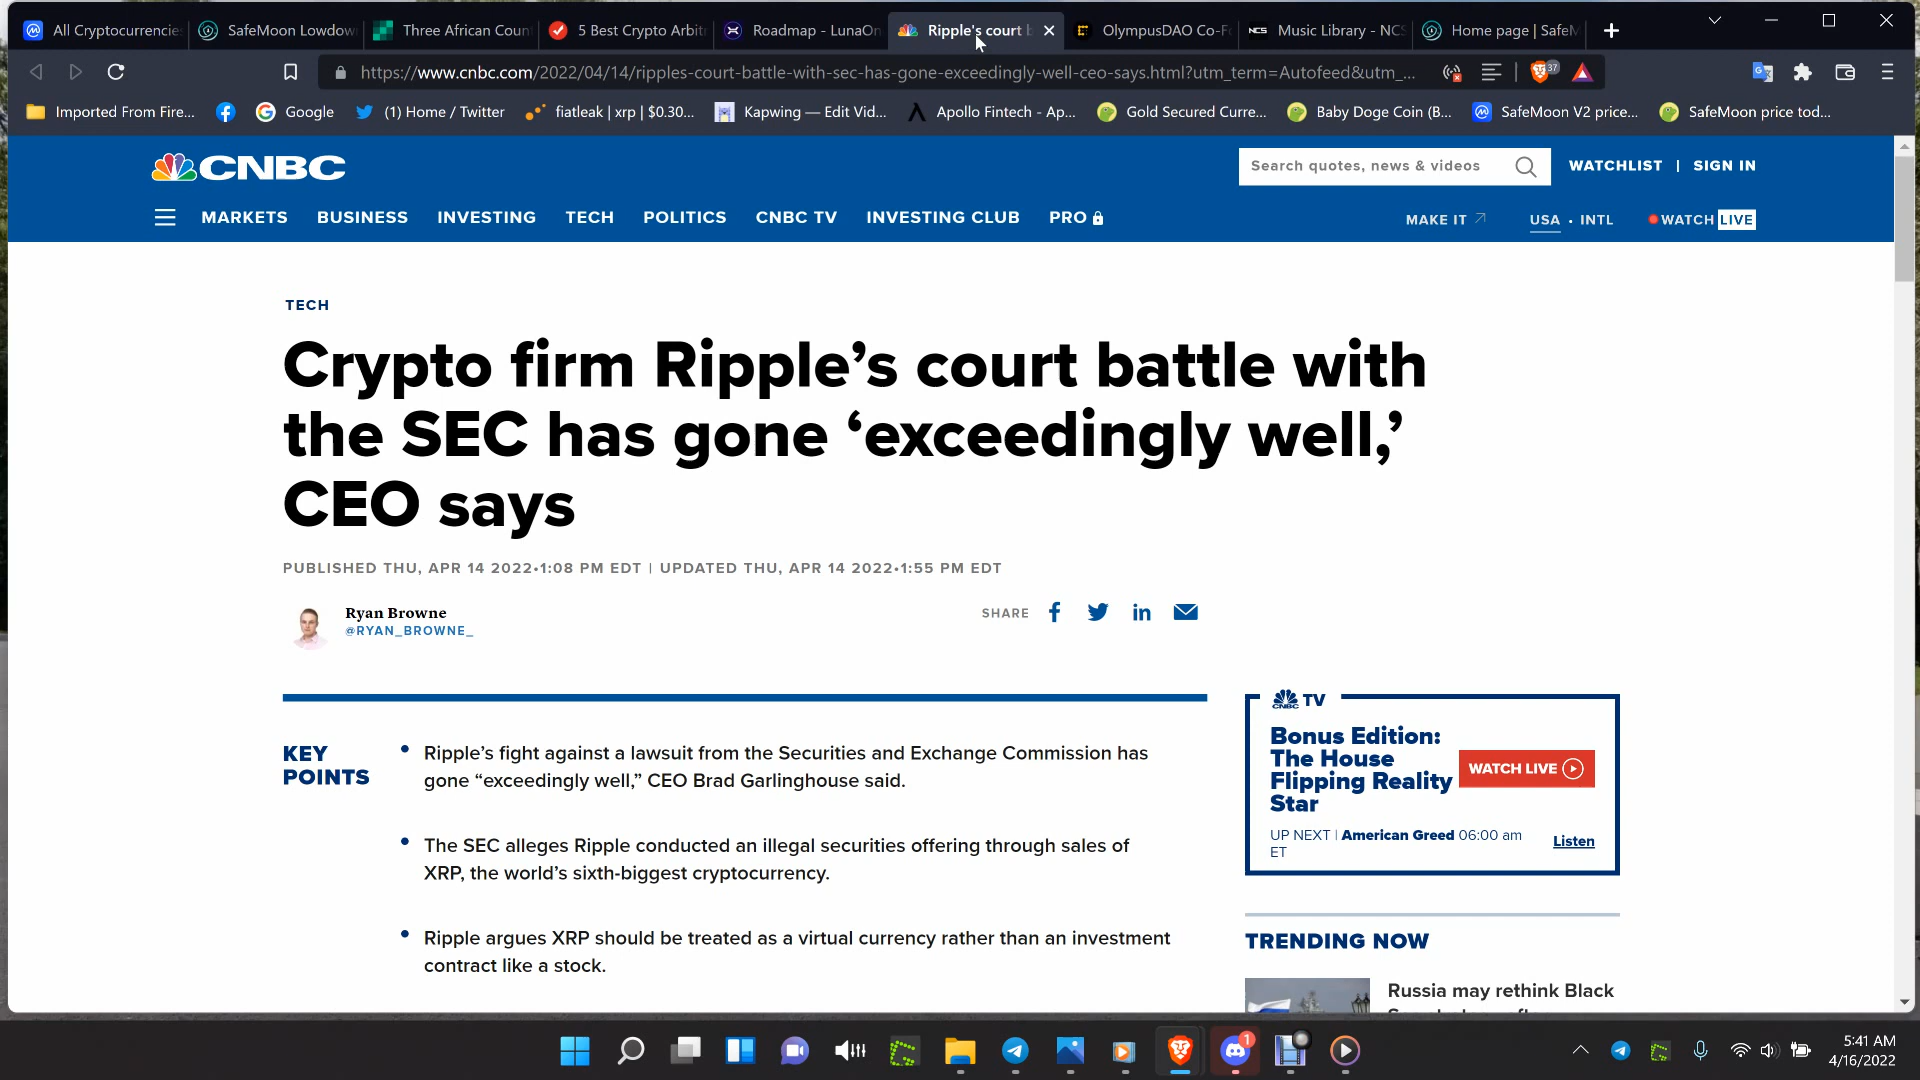 All Cryptocurrencie
SafeMoon Lowdow
Three African Coun
5 Best Crypto Arbit
Roadmap - LunaOn
Ripple's court b
OlympusDAO Co-F
NCS Music Library - NCS
Home page | SafeM
https://www.cnbc.com/2022/04/14/ripples-court-battle-with-sec-has-gone-exceedingly-well-ceo-says.html?utm_term=Autofeed&utm_...
37
Imported From Fire...
Google
(1) Home / Twitter
fiatleak | xrp | $0.30...
Kapwing — Edit Vid...
Apollo Fintech - Ap...
Gold Secured Curre...
Baby Doge Coin (B...
SafeMoon V2 price...
SafeMoon price tod...
CNBC
Search quotes, news & videos
WATCHLIST | SIGN IN
MARKETS BUSINESS INVESTING TECH POLITICS CNBC TV INVESTING CLUB PRO
MAKE IT USA • INTL WATCH LIVE
TECH
Crypto firm Ripple’s court battle with
the SEC has gone ‘exceedingly well,’
CEO says
PUBLISHED THU, APR 14 2022•1:08 PM EDT | UPDATED THU, APR 14 2022•1:55 PM EDT
Ryan Browne
@RYAN_BROWNE_
SHARE
KEY
POINTS
• Ripple’s fight against a lawsuit from the Securities and Exchange Commission has
gone “exceedingly well,” CEO Brad Garlinghouse said.
• The SEC alleges Ripple conducted an illegal securities offering through sales of
XRP, the world’s sixth-biggest cryptocurrency.
• Ripple argues XRP should be treated as a virtual currency rather than an investment
contract like a stock.
CNBC TV
Bonus Edition:
The House
Flipping Reality
Star
WATCH LIVE
UP NEXT | American Greed 06:00 am
ET
Listen
TRENDING NOW
Russia may rethink Black
1
5:41 AM
4/16/2022